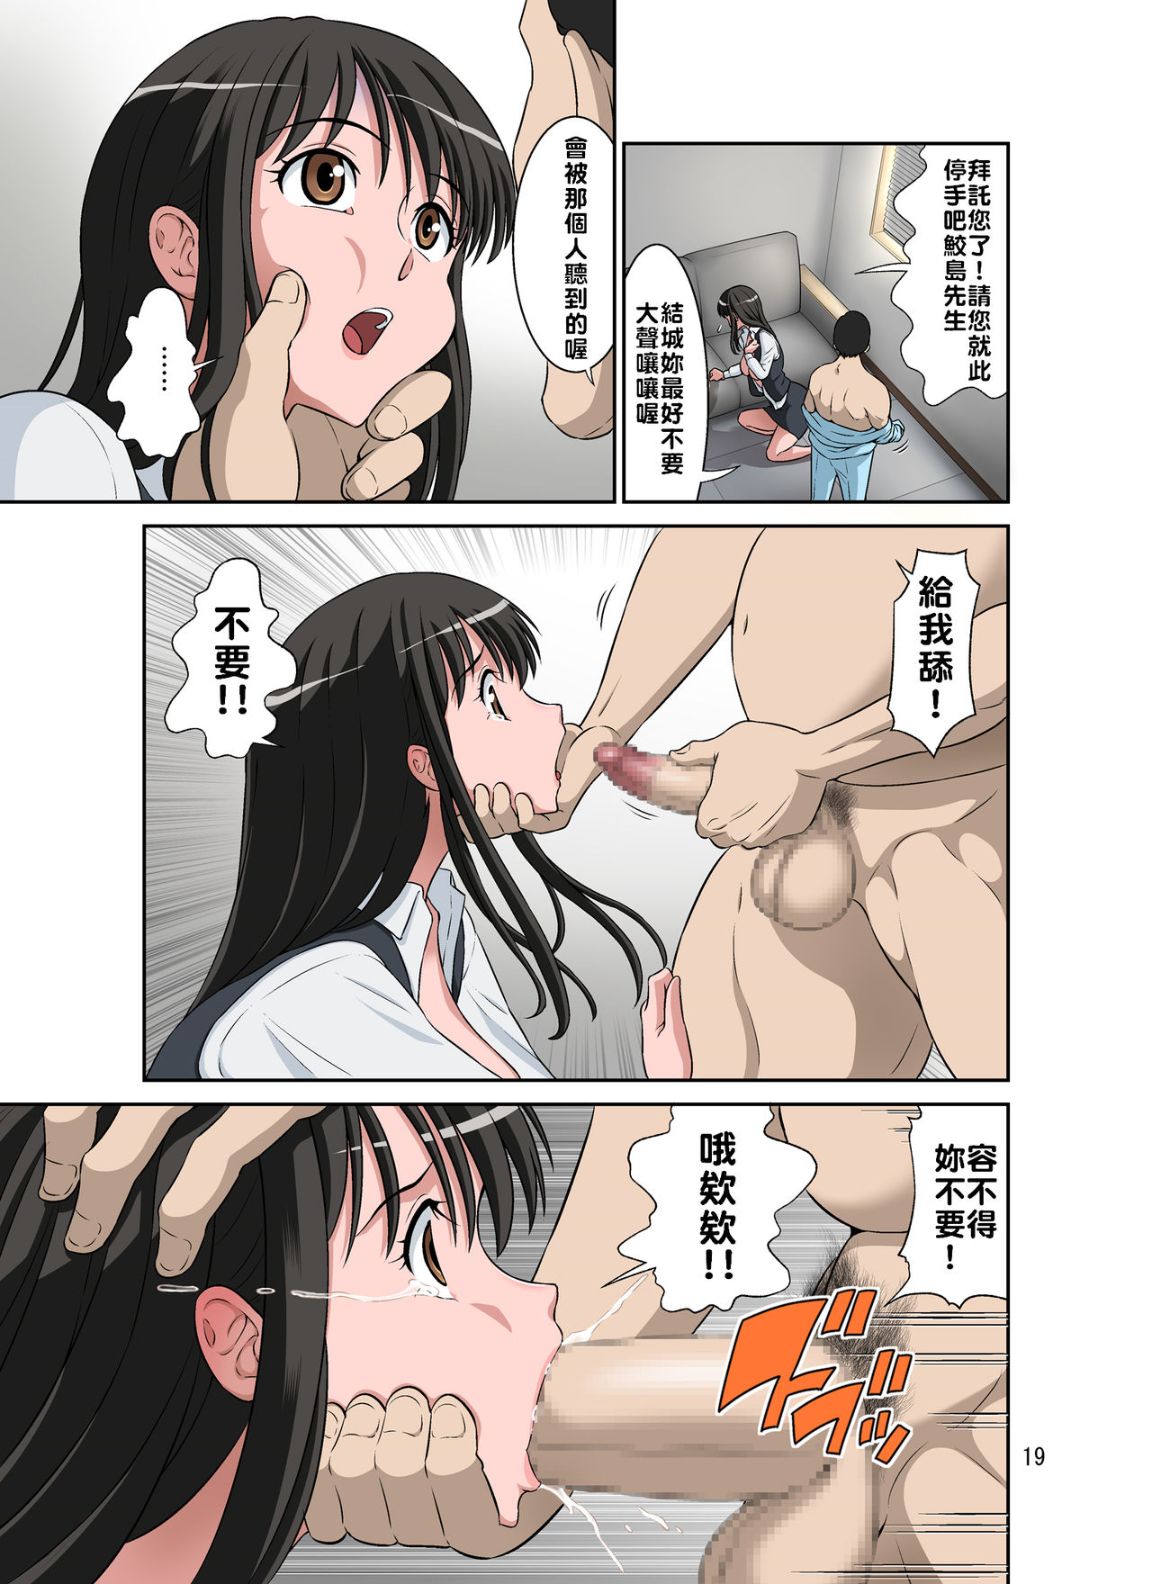 拜託您了！請您就此
停手吧鮫島先生
結城妳最好不要
大聲嚷嚷喔
會被那個人聽到的喔
……
給我舔！
不要!!
容不得
妳不要！
哦欸欸!!
ズブッ
19